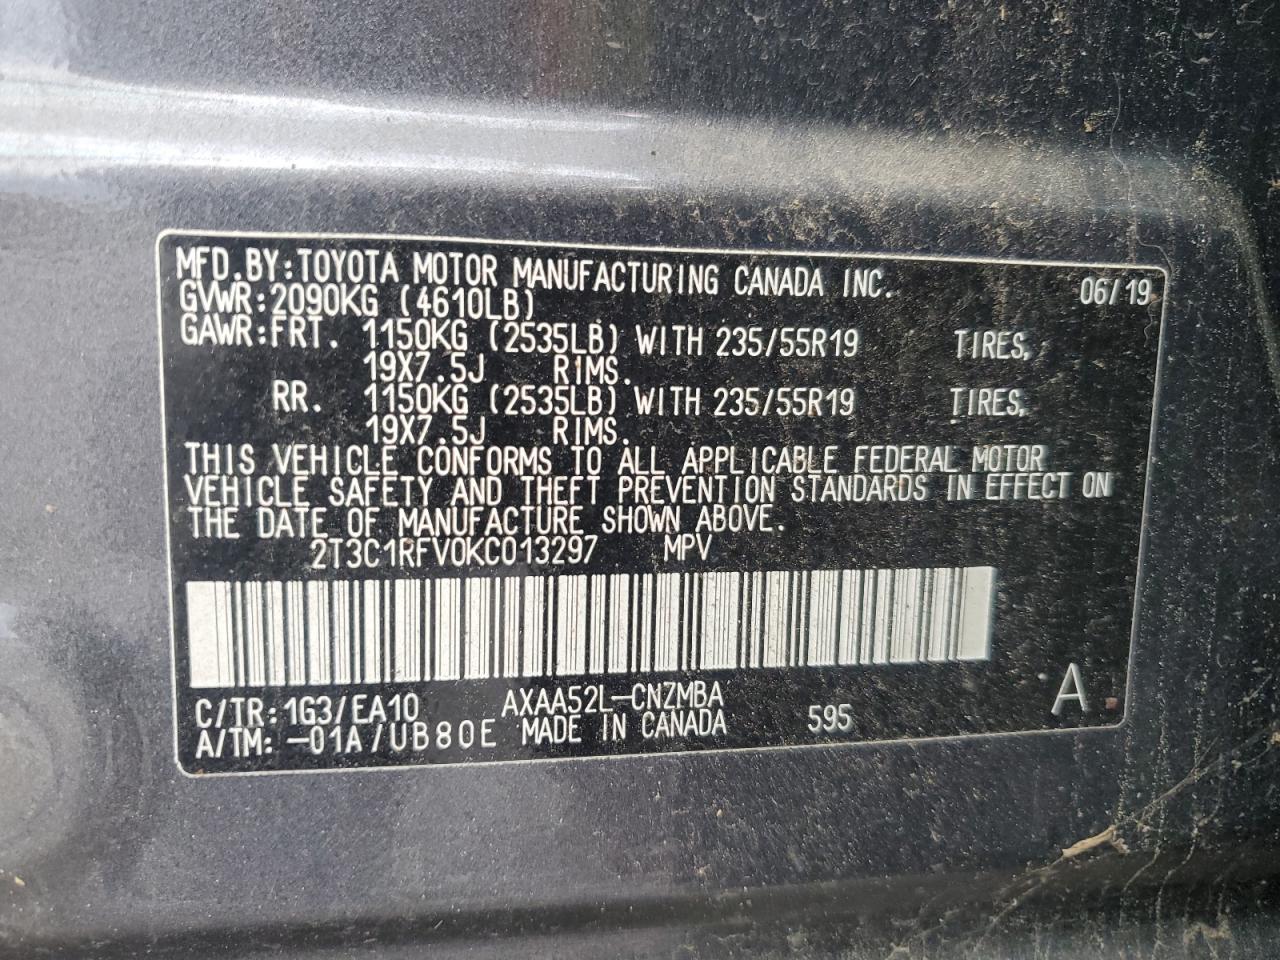 MFD.BY:TOYOTA MOTOR MANUFACTURING CANADA INC. 06/19
GVWR:2090KG (4610LB)
GAWR:FRT. 1150KG (2535LB) WITH 235/55R19 TIRES,
19X7.5J RIMS.
RR. 1150KG (2535LB) WITH 235/55R19 TIRES,
19X7.5J RIMS.
THIS VEHICLE CONFORMS TO ALL APPLICABLE FEDERAL MOTOR
VEHICLE SAFETY AND THEFT PREVENTION STANDARDS IN EFFECT ON
THE DATE OF MANUFACTURE SHOWN ABOVE.
2T3C1RFV0KC013297 MPV
C/TR:1G3/EA10 AXAA52L-CNZMBA A
A/TM:-01A/UB80E MADE IN CANADA 595